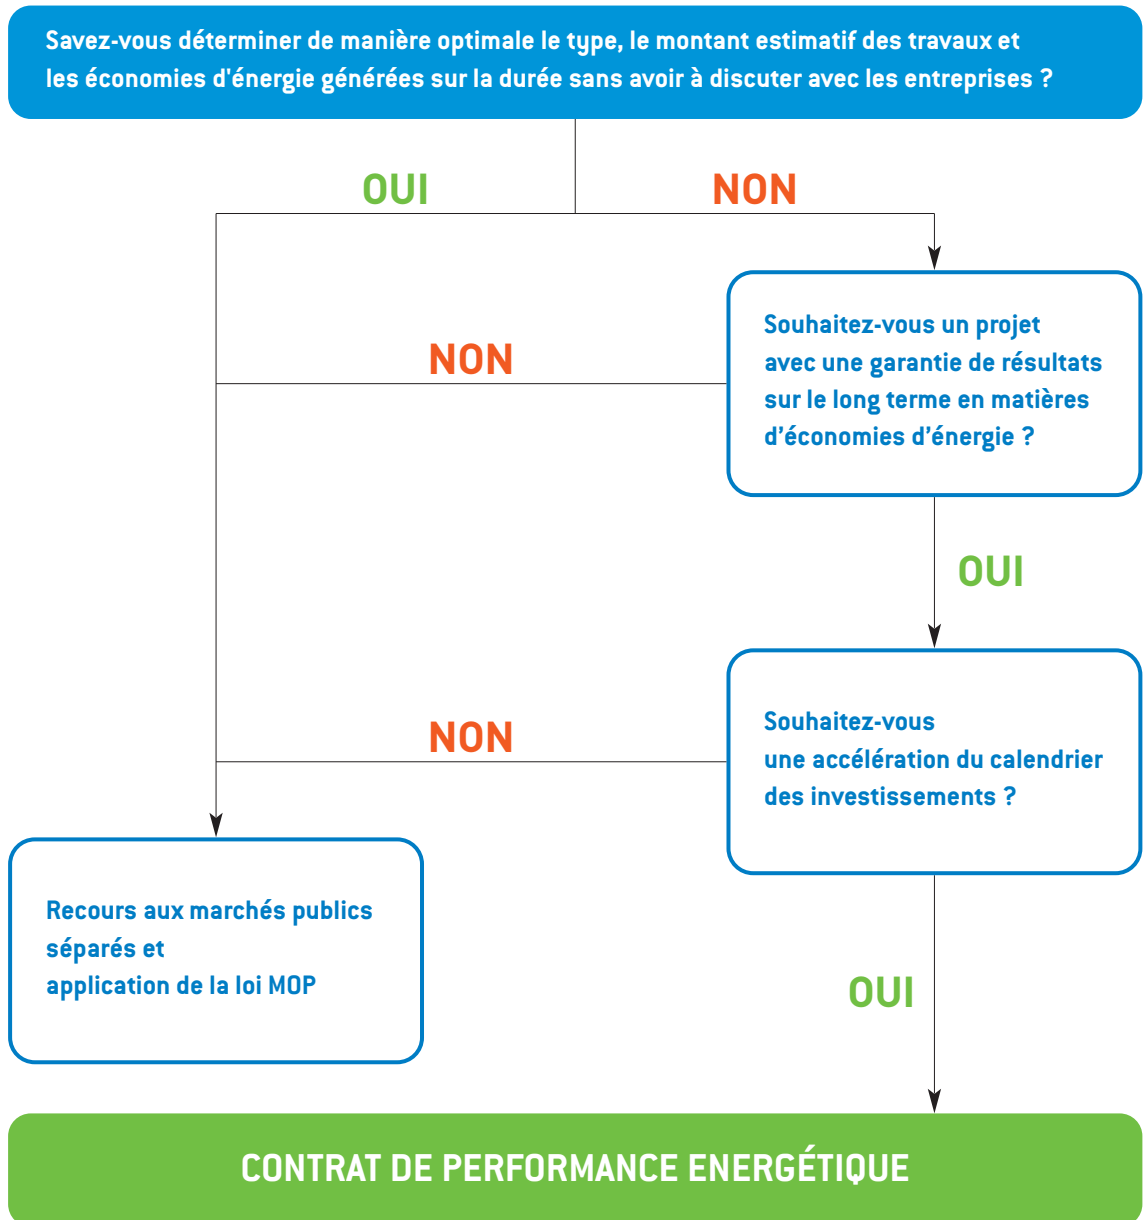 Savez-vous déterminer de manière optimale le type, le montant estimatif des travaux et
les économies d'énergie générées sur la durée sans avoir à discuter avec les entreprises ?
OUI
NON
Souhaitez-vous un projet
avec une garantie de résultats
sur le long terme en matières
d’économies d’énergie ?
NON
OUI
Souhaitez-vous
une accélération du calendrier
des investissements ?
NON
Recours aux marchés publics
séparés et
application de la loi MOP
OUI
CONTRAT DE PERFORMANCE ENERGÉTIQUE